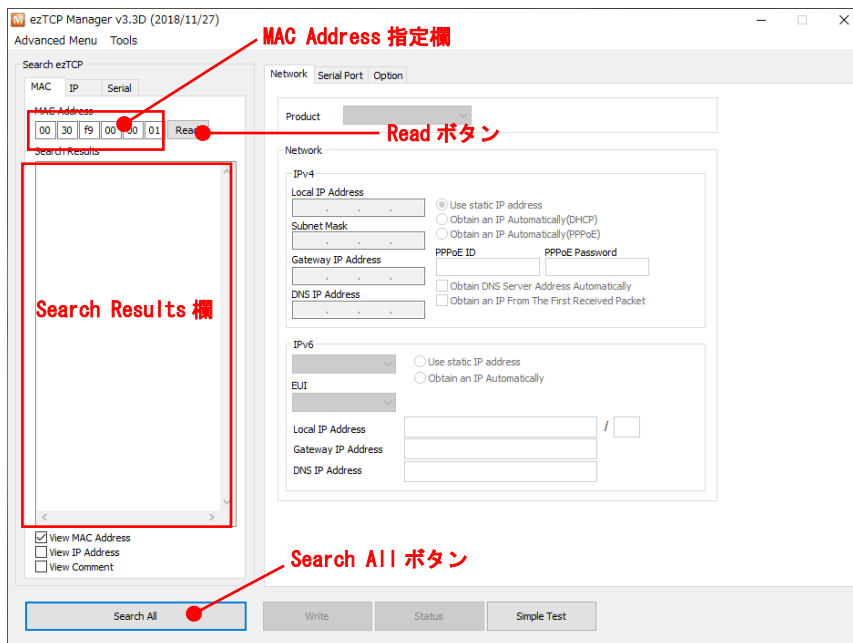 ezTCP Manager v3.3D (2018/11/27)
Advanced Menu Tools
MAC Address 指定欄
Search ezTCP
MAC IP Serial
MAC Address
00 30 f9 00 00 01 Read
Read ボタン
Search Results
Search Results 欄
View MAC Address
View IP Address
View Comment
Search All ボタン
Search All
Network Serial Port Option
Product
Network
IPv4
Local IP Address
. . .
Subnet Mask
. . .
Gateway IP Address
. . .
DNS IP Address
. . .
Use static IP address
Obtain an IP Automatically(DHCP)
Obtain an IP Automatically(PPPoE)
PPPoE ID PPPoE Password
Obtain DNS Server Address Automatically
Obtain an IP From The First Received Packet
IPv6
Use static IP address
Obtain an IP Automatically
EUI
Local IP Address /
Gateway IP Address
DNS IP Address
Write Status Simple Test